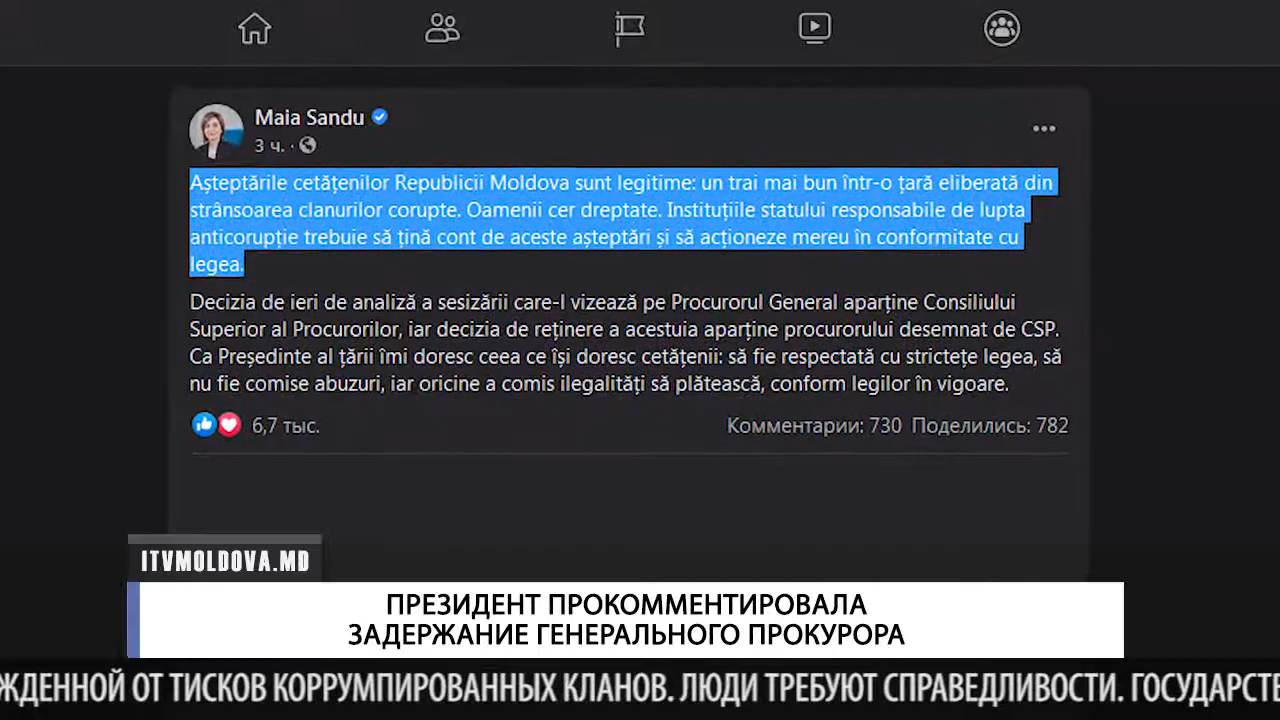 Maia Sandu
3 ч. ·
Așteptările cetățenilor Republicii Moldova sunt legitime: un trai mai bun într-o țară eliberată din
strânsoarea clanurilor corupte. Oamenii cer dreptate. Instituțiile statului responsabile de lupta
anticorupție trebuie să țină cont de aceste așteptări și să acționeze mereu în conformitate cu
legea.
Decizia de ieri de analiză a sesizării care-l vizează pe Procurorul General aparține Consiliului
Superior al Procurorilor, iar decizia de reținere a acestuia aparține procurorului desemnat de CSP.
Ca Președinte al țării îmi doresc ceea ce își doresc cetățenii: să fie respectată cu strictețe legea, să
nu fie comise abuzuri, iar oricine a comis ilegalități să plătească, conform legilor în vigoare.
6,7 тыс.
Комментарии: 730 Поделились: 782
ITVMOLDOVA.MD
ПРЕЗИДЕНТ ПРОКОММЕНТИРОВАЛА
ЗАДЕРЖАНИЕ ГЕНЕРАЛЬНОГО ПРОКУРОРА
ЖДЕННОЙ ОТ ТИСКОВ КОРРУМПИРОВАННЫХ КЛАНОВ. ЛЮДИ ТРЕБУЮТ СПРАВЕДЛИВОСТИ. ГОСУДАРСТВЕ